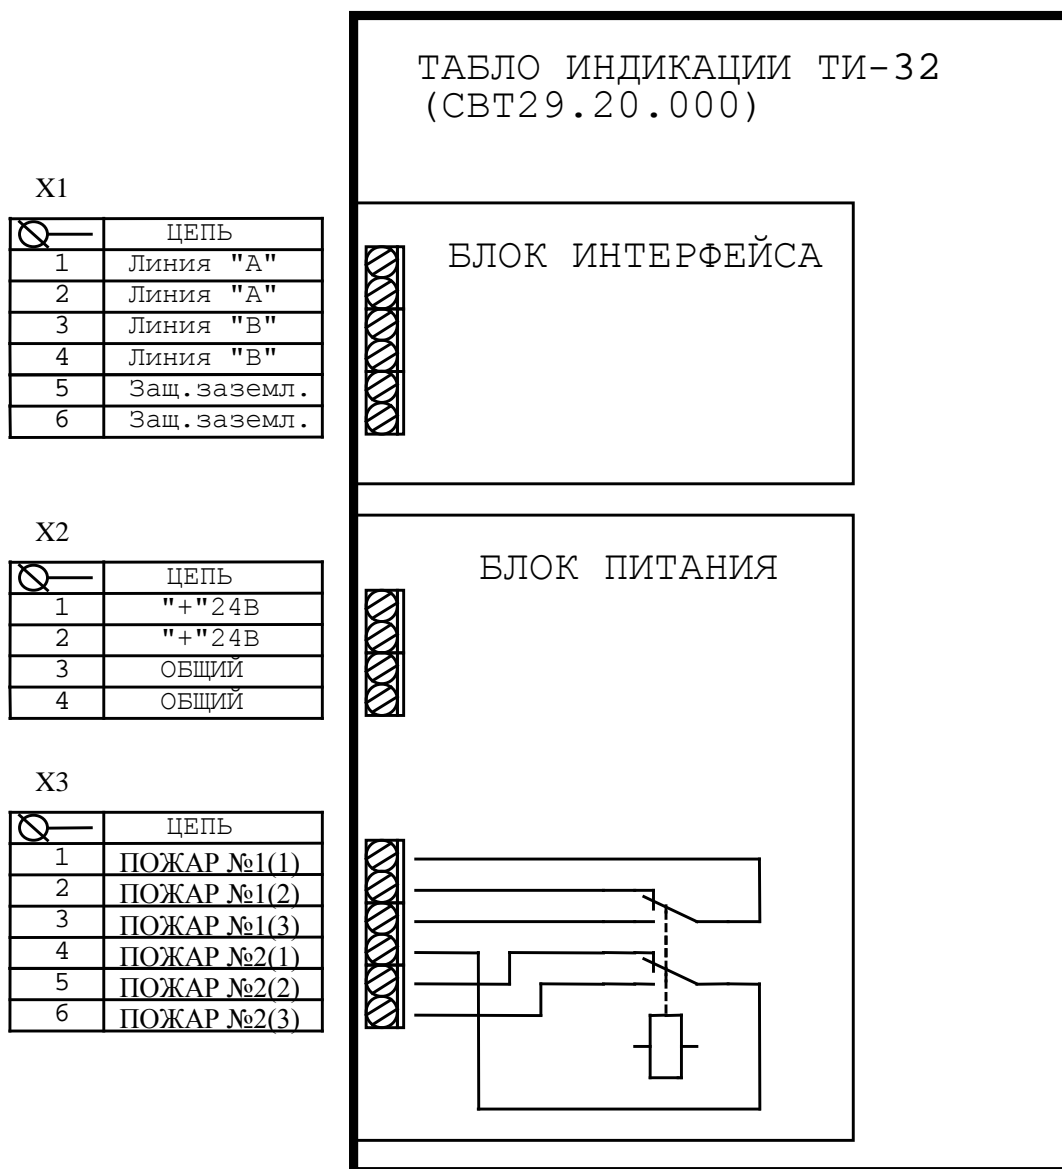 ТАБЛО ИНДИКАЦИИ ТИ-32
(СВТ29.20.000)
X1
ЦЕПЬ
1 Линия "А"
2 Линия "А"
3 Линия "В"
4 Линия "В"
5 Защ.заземл.
6 Защ.заземл.
БЛОК ИНТЕРФЕЙСА
X2
ЦЕПЬ
1 "+"24В
2 "+"24В
3 ОБЩИЙ
4 ОБЩИЙ
БЛОК ПИТАНИЯ
X3
ЦЕПЬ
1 ПОЖАР №1(1)
2 ПОЖАР №1(2)
3 ПОЖАР №1(3)
4 ПОЖАР №2(1)
5 ПОЖАР №2(2)
6 ПОЖАР №2(3)